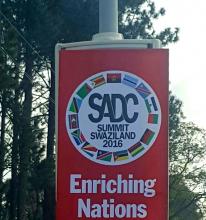 SADC
SUMMIT
SWAZILAND
2016
Enriching
Nations